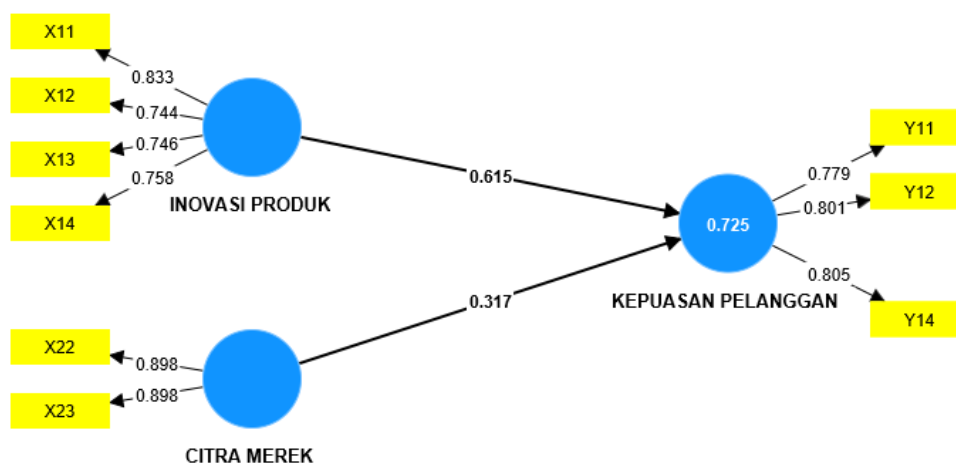 X11
0.833
X12
0.744
X13
0.746
0.758
X14
INOVASI PRODUK
0.615
Y11
0.779
Y12
0.801
0.725
0.805
Y14
KEPUASAN PELANGGAN
0.317
X22
0.898
X23
0.898
CITRA MEREK